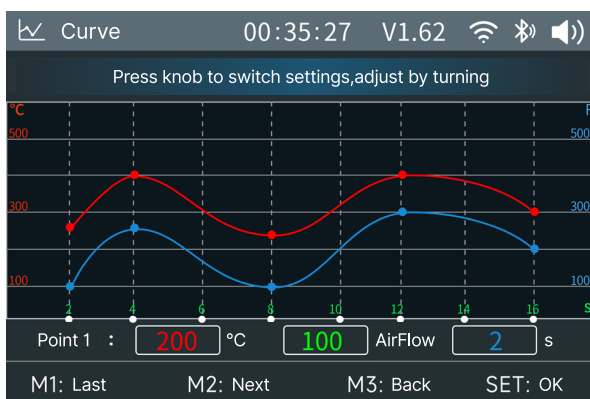 Curve 00:35:27 V1.62
Press knob to switch settings,adjust by turning
°C F
500 500
300 300
100 100
2 4 6 8 10 12 14 16 S
Point 1 : 200 °C 100 AirFlow 2 s
M1: Last M2: Next M3: Back SET: OK